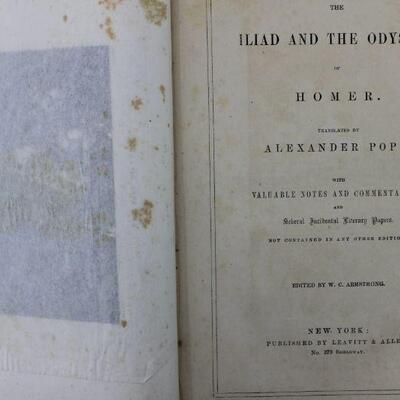 THE
ILIAD AND THE ODYS
OF
HOMER.
TRANSLATED BY
ALEXANDER POP
WITH
VALUABLE NOTES AND COMMENTA
AND
Several Incidental Literary Papers,
NOT CONTAINED IN ANY OTHER EDITIO
EDITED BY W. C. ARMSTRONG.
NEW YORK:
PUBLISHED BY LEAVITT & ALLE
No. 379 BROADWAY.